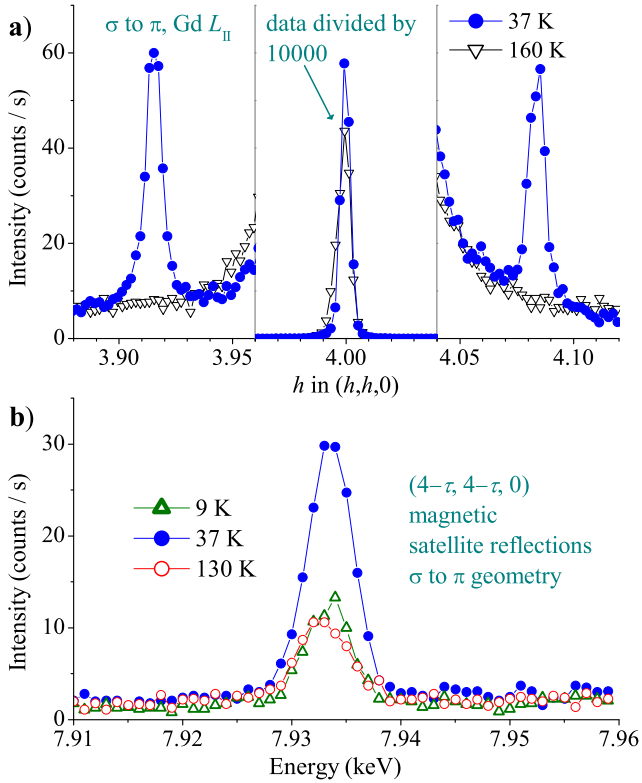 a)
σ to π, Gd L_II
data divided by
10000
37 K
160 K
Intensity (counts / s)
60
40
20
0
3.90
3.95
4.00
4.05
4.10
h in (h,h,0)
b)
(4−τ, 4−τ, 0)
magnetic
satellite reflections
σ to π geometry
9 K
37 K
130 K
Intensity (counts / s)
30
20
10
0
7.91
7.92
7.93
7.94
7.95
7.96
Energy (keV)